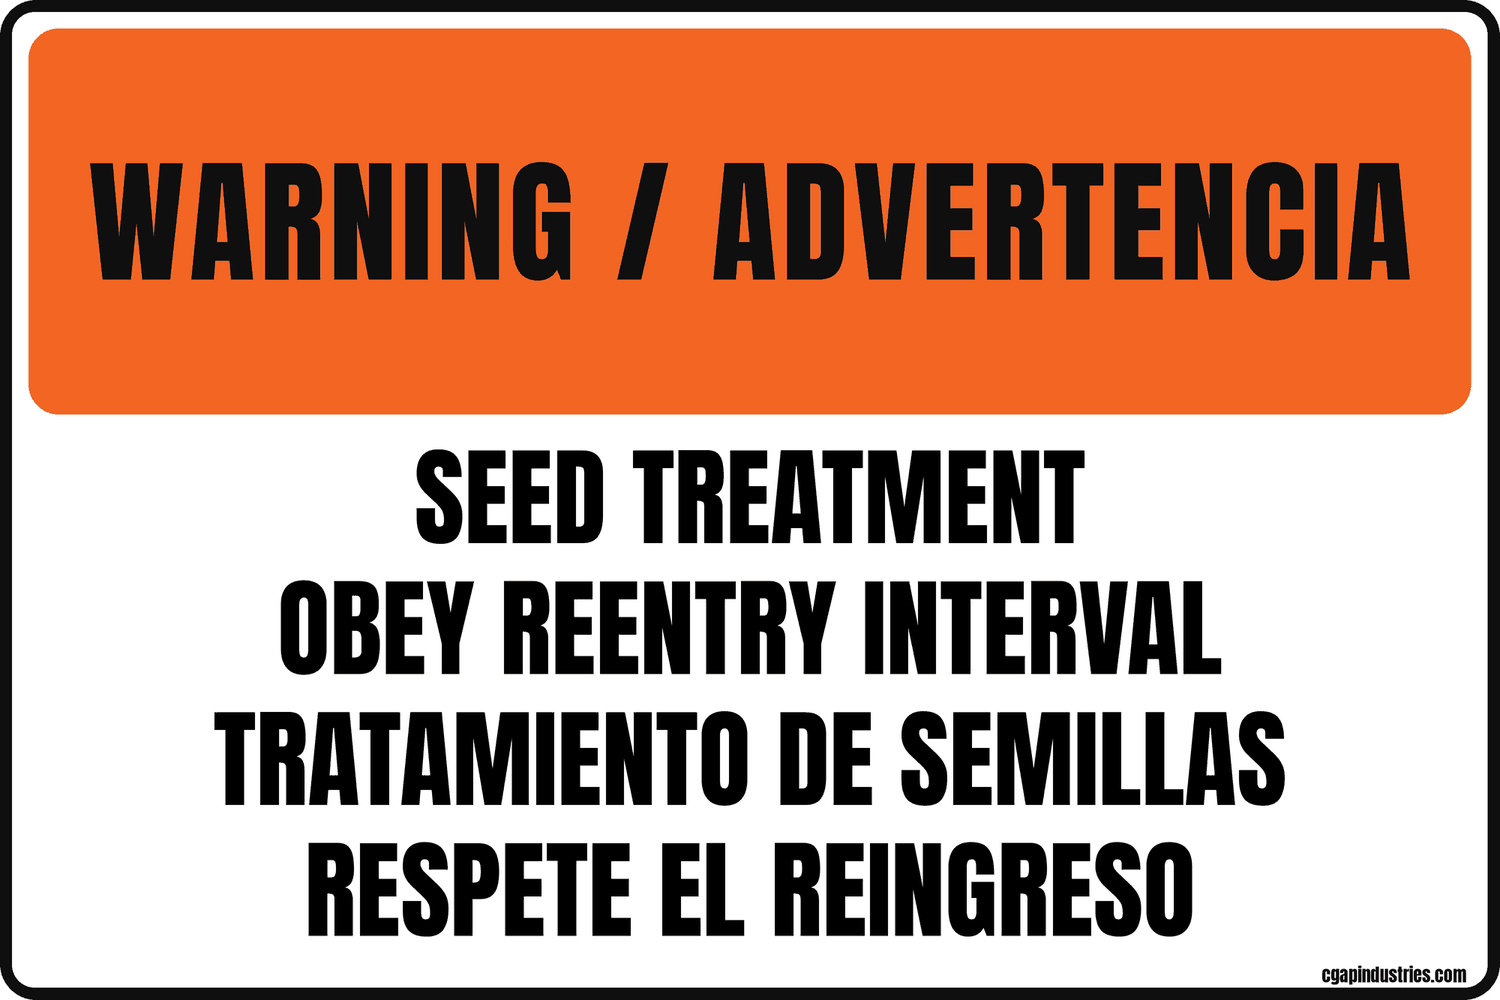 WARNING / ADVERTENCIA
SEED TREATMENT
OBEY REENTRY INTERVAL
TRATAMIENTO DE SEMILLAS
RESPETE EL REINGRESO
cgapindustries.com